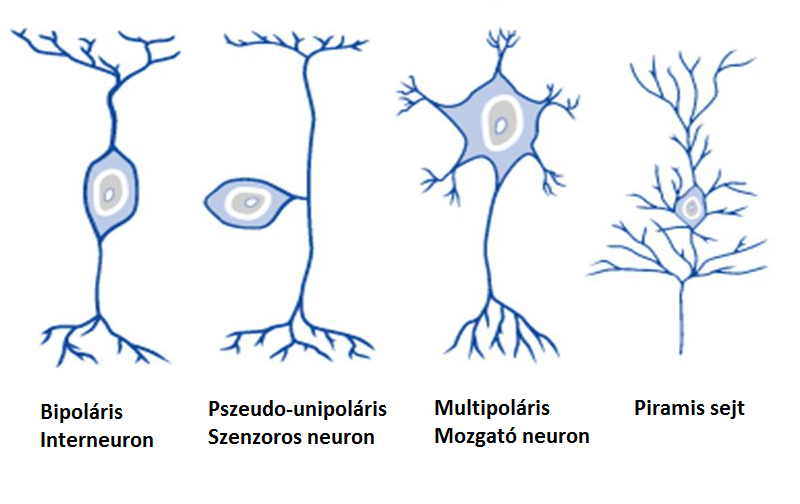 Bipoláris
Interneuron
Pszeudo-unipoláris
Szenzoros neuron
Multipoláris
Mozgató neuron
Piramis sejt